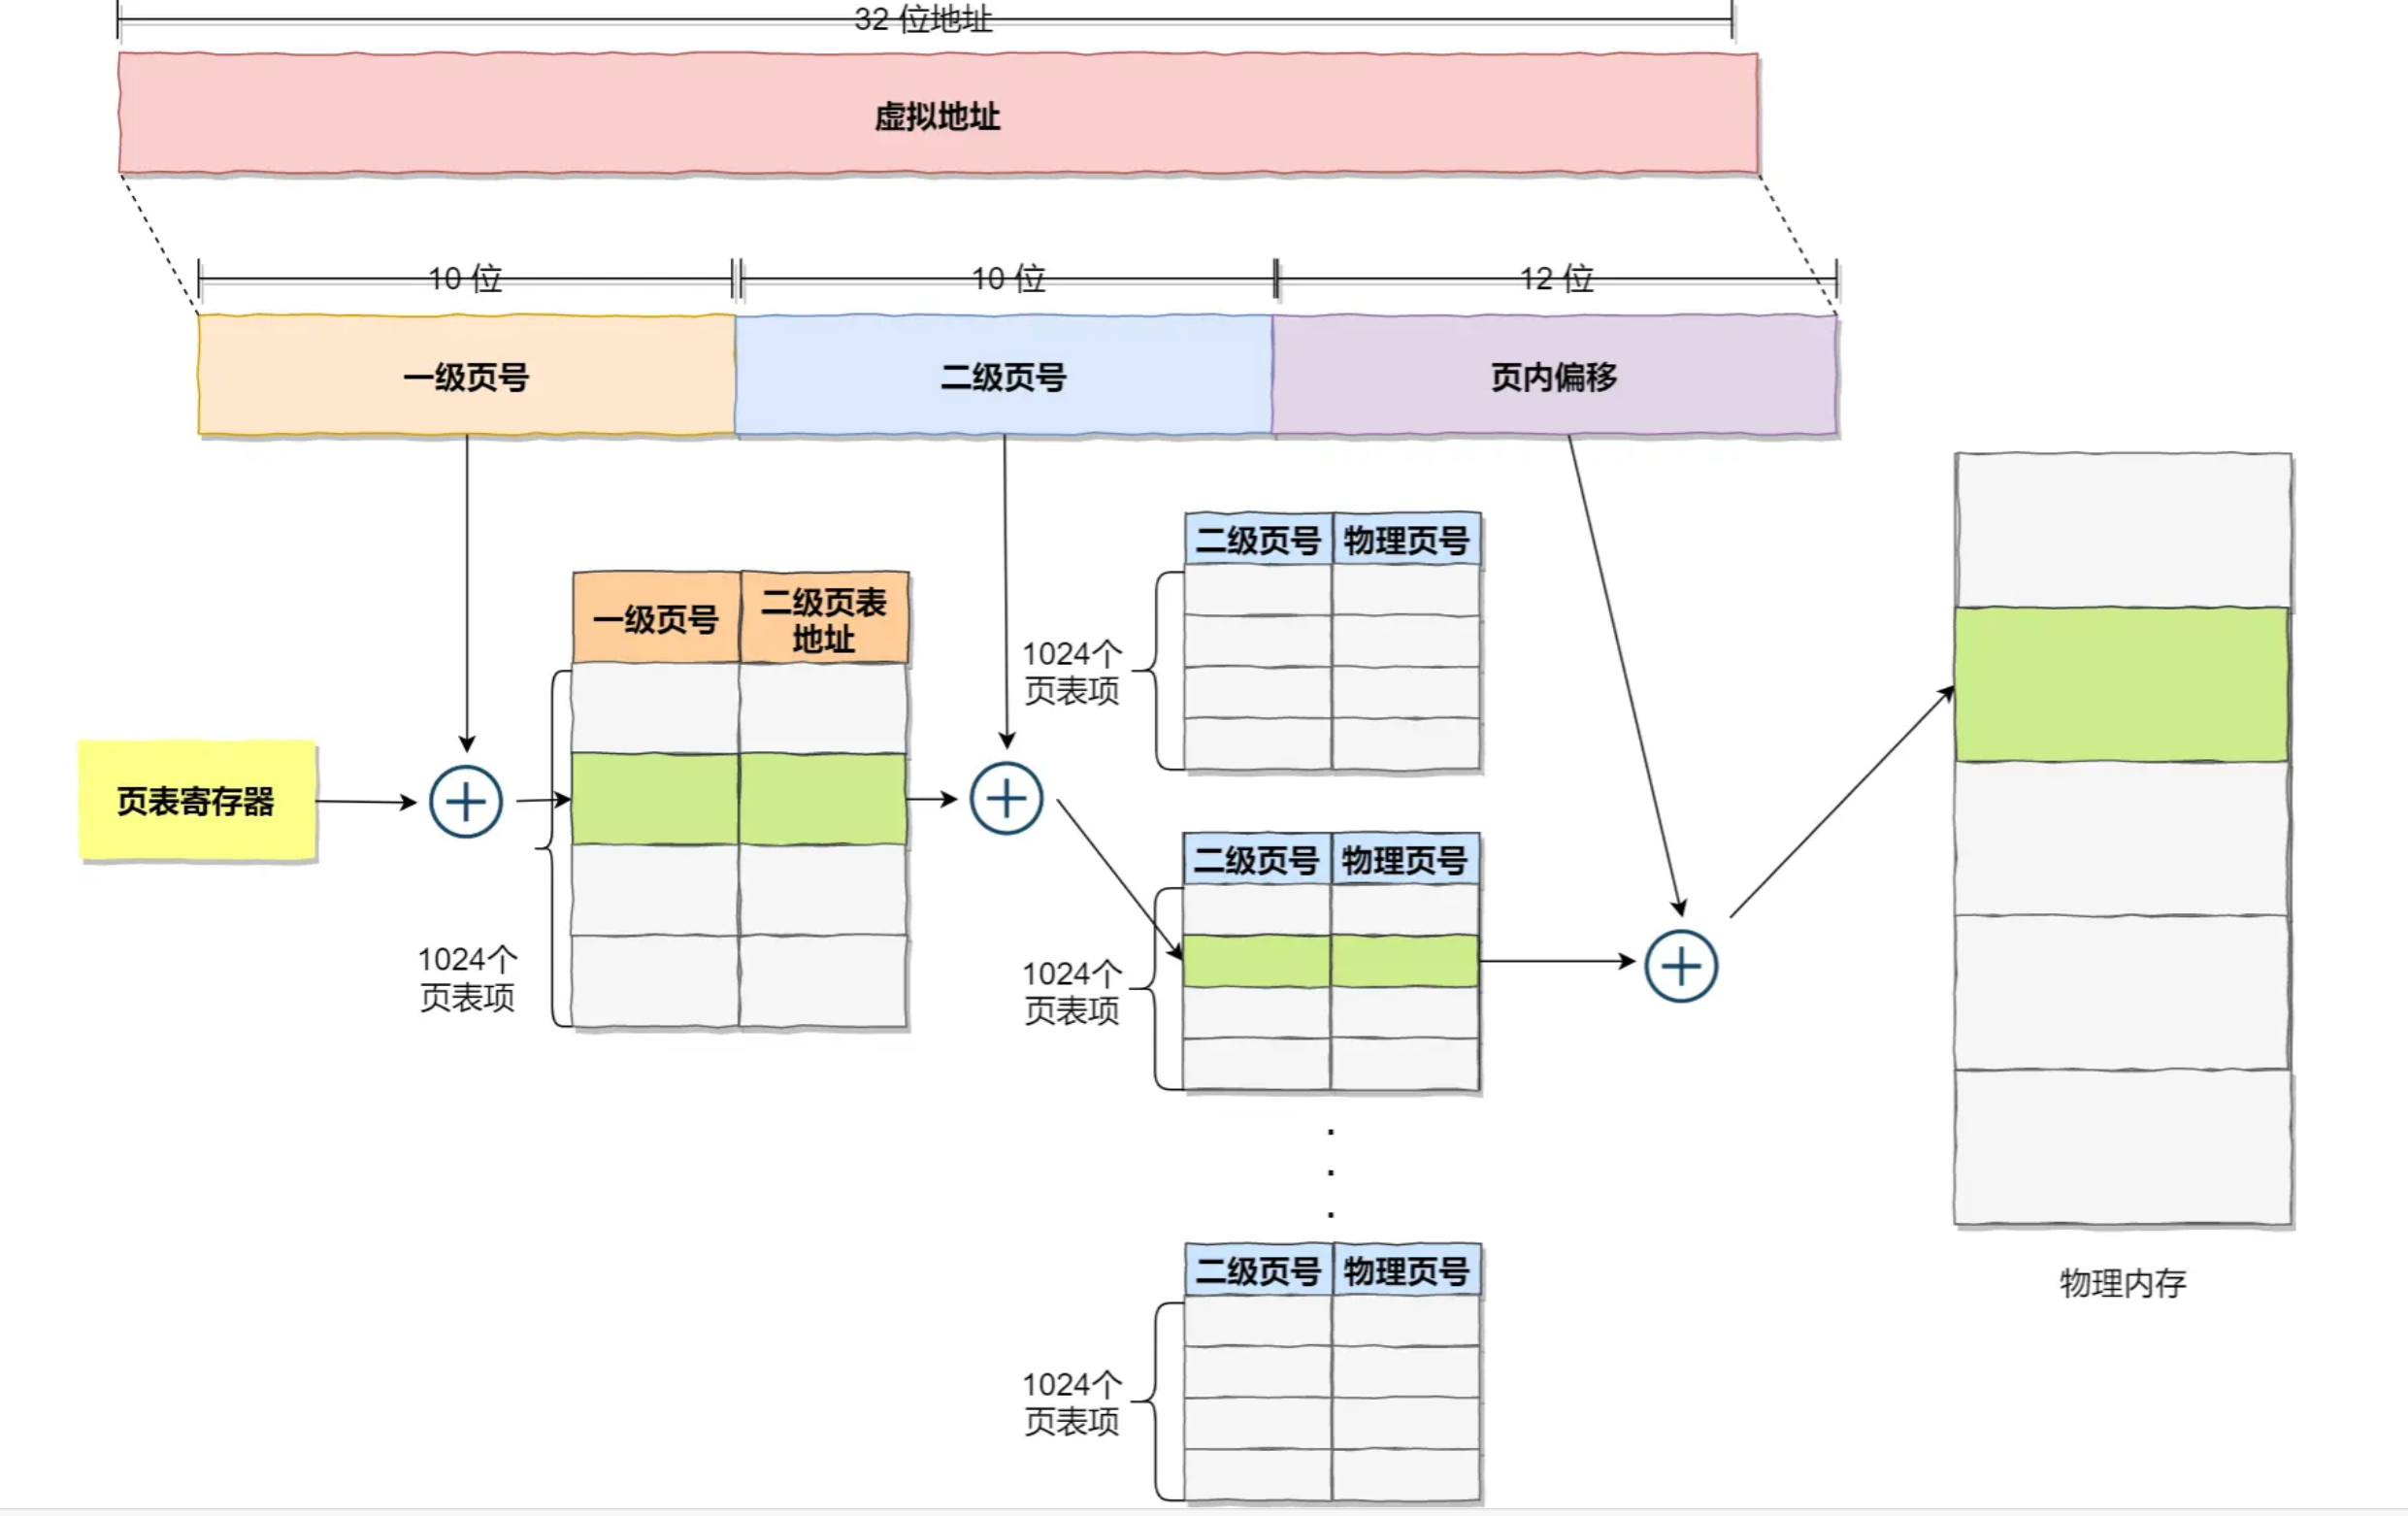 32 位地址
虚拟地址
10 位
10 位
12 位
一级页号
二级页号
页内偏移
二级页号
物理页号
一级页号
二级页表
地址
1024个
页表项
页表寄存器
二级页号
物理页号
1024个
页表项
1024个
页表项
二级页号
物理页号
物理内存
1024个
页表项